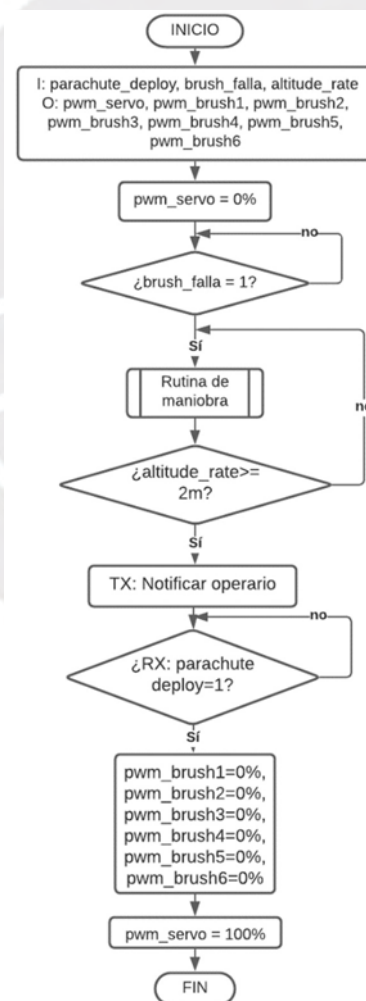 INICIO
I: parachute_deploy, brush_falla, altitude_rate
O: pwm_servo, pwm_brush1, pwm_brush2,
pwm_brush3, pwm_brush4, pwm_brush5,
pwm_brush6
pwm_servo = 0%
no
¿brush_falla = 1?
Sí
Rutina de
maniobra
no
¿altitude_rate>=
2m?
Sí
TX: Notificar operario
no
¿RX: parachute
deploy=1?
Sí
pwm_brush1=0%,
pwm_brush2=0%,
pwm_brush3=0%,
pwm_brush4=0%,
pwm_brush5=0%,
pwm_brush6=0%
pwm_servo = 100%
FIN